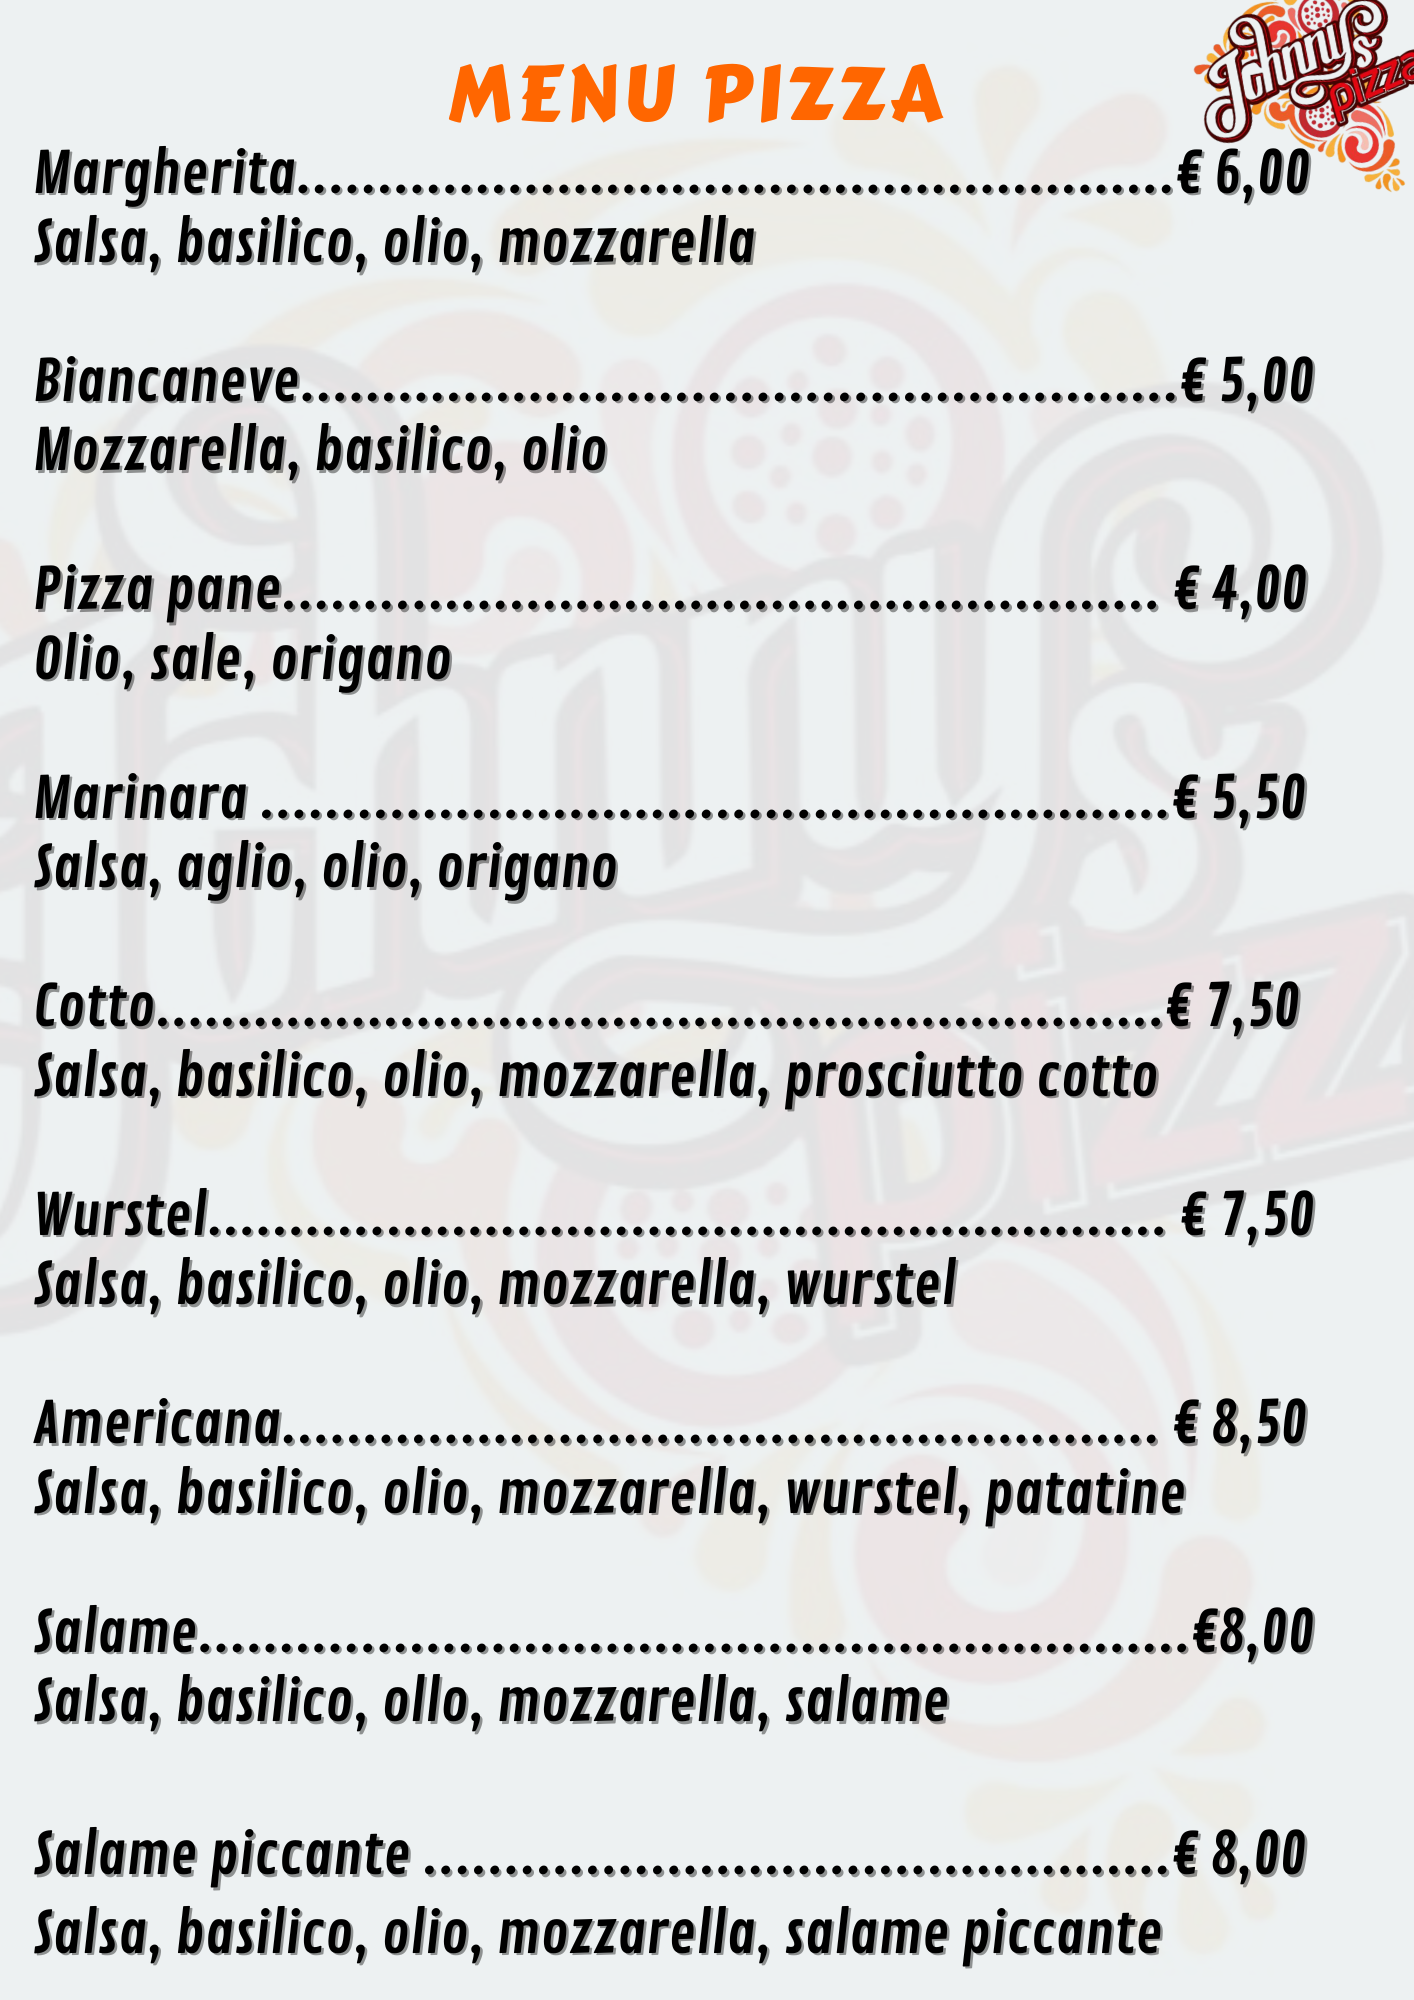 Johnny's
pizza
MENU PIZZA
Margherita......................................................€ 6,00
Salsa, basilico, olio, mozzarella
Biancaneve......................................................€ 5,00
Mozzarella, basilico, olio
Pizza pane...................................................... € 4,00
Olio, sale, origano
Marinara ........................................................€ 5,50
Salsa, aglio, olio, origano
Cotto..............................................................€ 7,50
Salsa, basilico, olio, mozzarella, prosciutto cotto
Wurstel........................................................... € 7,50
Salsa, basilico, olio, mozzarella, wurstel
Americana...................................................... € 8,50
Salsa, basilico, olio, mozzarella, wurstel, patatine
Salame.............................................................€8,00
Salsa, basilico, ollo, mozzarella, salame
Salame piccante ..............................................€ 8,00
Salsa, basilico, olio, mozzarella, salame piccante